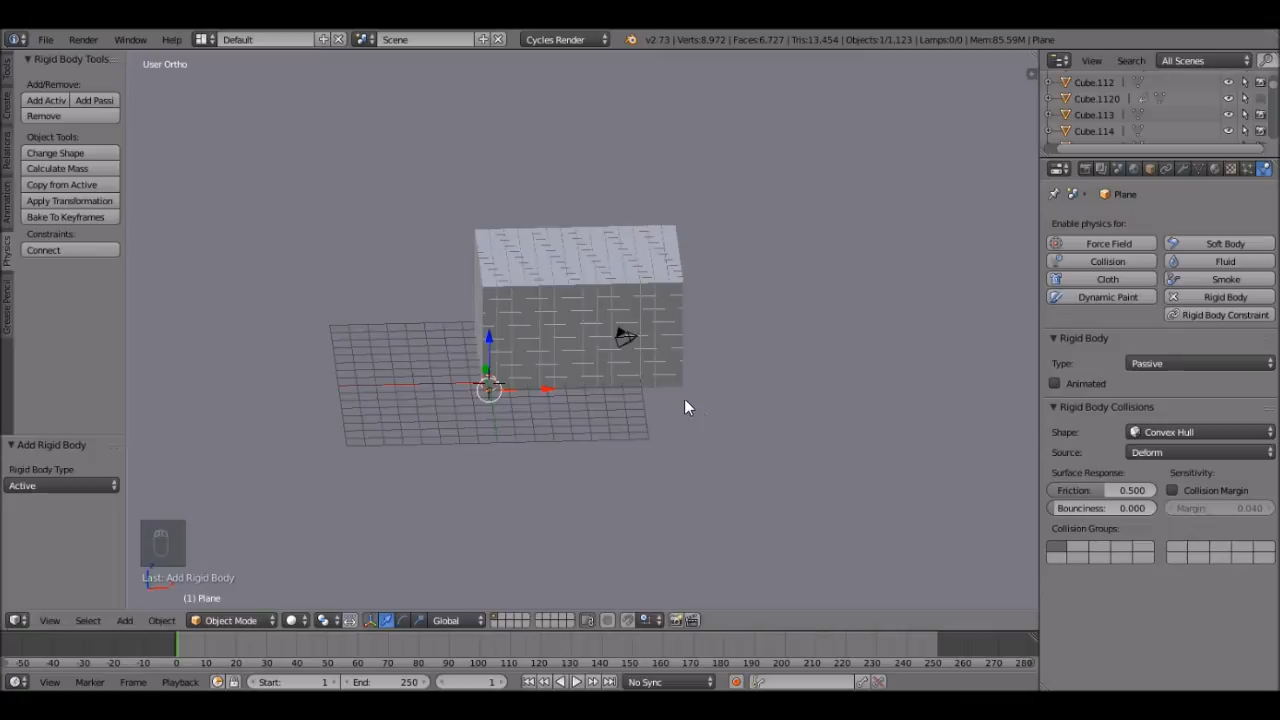 File Render Window Help Default Scene Cycles Render v2.73 | Verts:8,972 | Faces:6,727 | Tris:13,454 | Objects:1/1,123 | Lamps:0/0 | Mem:85.59M | Plane
Rigid Body Tools
User Ortho
View Search All Scenes
Add/Remove:
Add Activ Add Passi
Remove
Object Tools:
Change Shape
Calculate Mass
Copy from Active
Apply Transformation
Bake To Keyframes
Constraints:
Connect
Tools
Create
Relations
Animation
Physics
Grease Pencil
Cube.112
Cube.1120
Cube.113
Cube.114
Plane
Enable physics for:
Force Field Soft Body
Collision Fluid
Cloth Smoke
Dynamic Paint Rigid Body
Rigid Body Constraint
Rigid Body
Type: Passive
Animated
Rigid Body Collisions
Shape: Convex Hull
Source: Deform
Surface Response: Sensitivity:
Friction: 0.500 Collision Margin
Bounciness: 0.000 Margin: 0.040
Collision Groups:
Add Rigid Body
Rigid Body Type
Active
Last: Add Rigid Body
(1) Plane
View Select Add Object Object Mode Global
-50 -40 -30 -20 -10 0 10 20 30 40 50 60 70 80 90 100 110 120 130 140 150 160 170 180 190 200 210 220 230 240 250 260 270 280
View Marker Frame Playback Start: 1 End: 250 1 No Sync